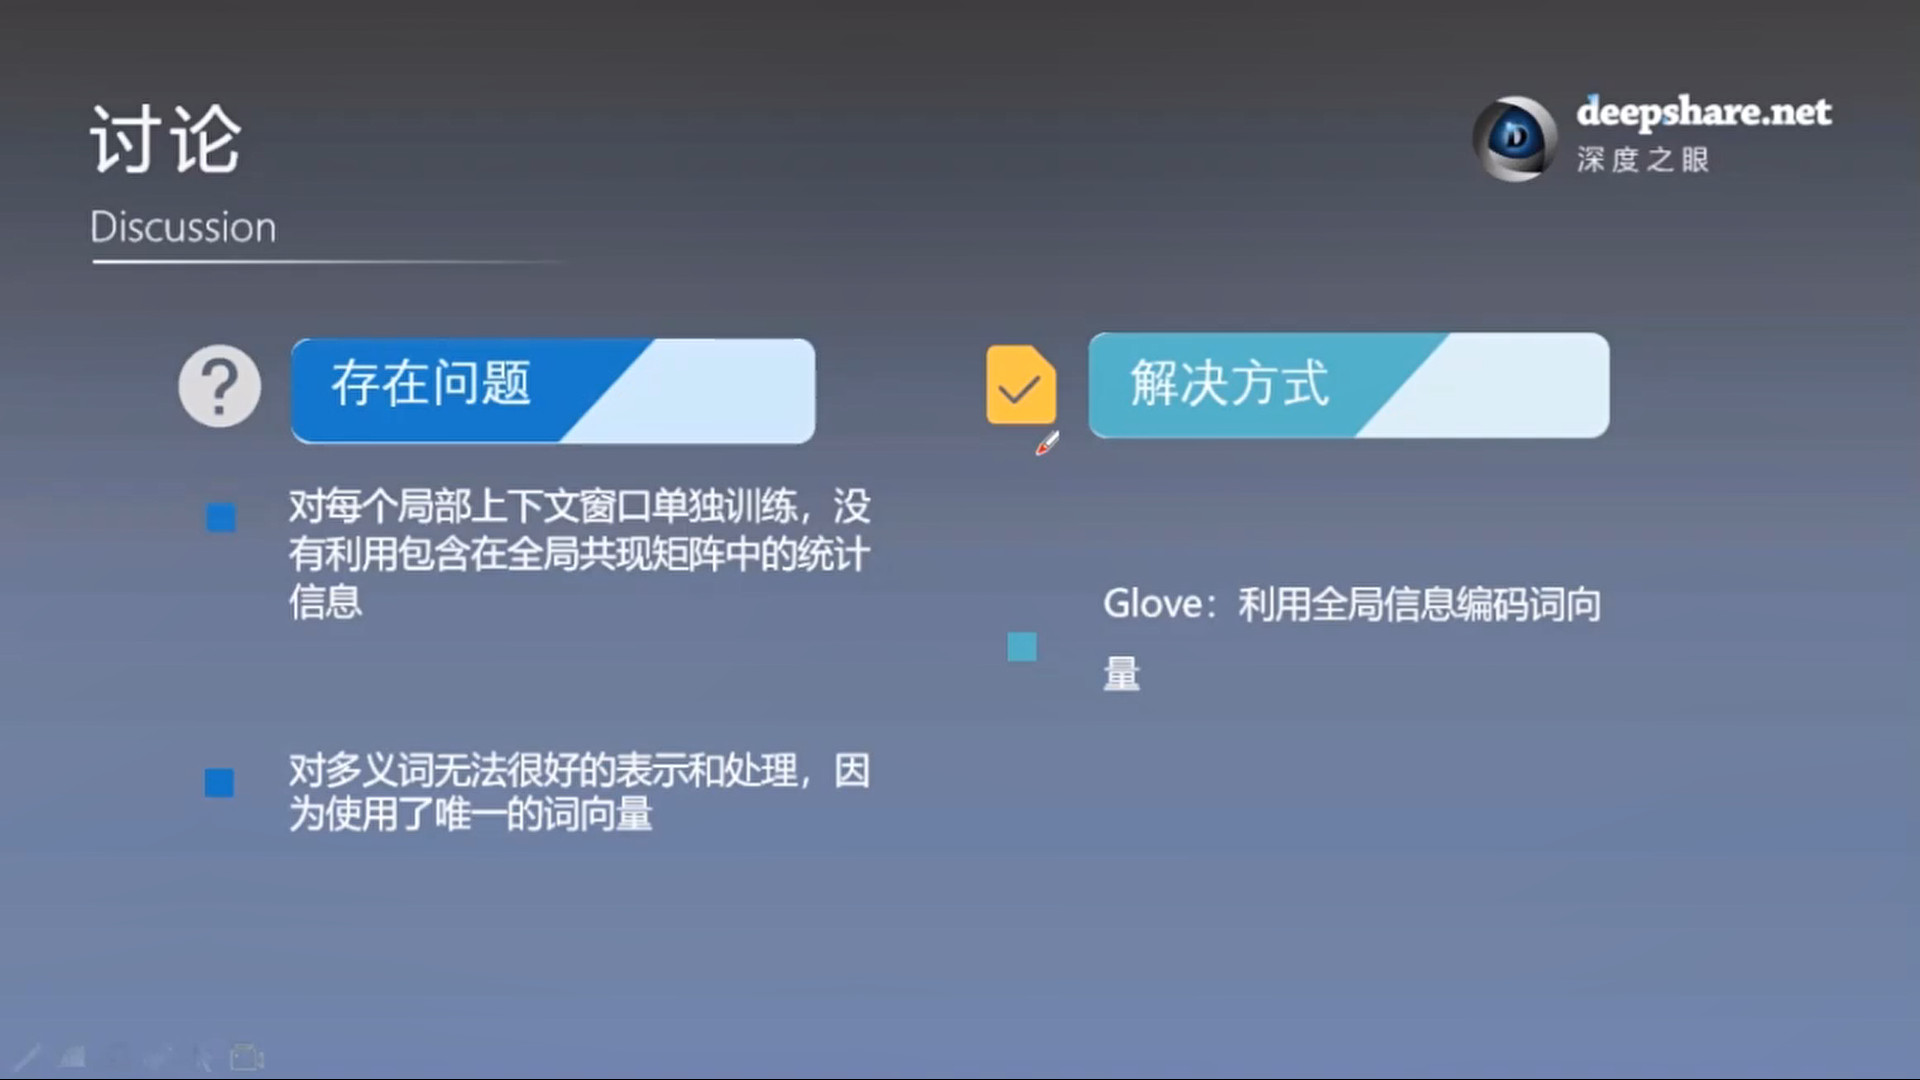 讨论
deepshare.net
深度之眼
Discussion
存在问题
解决方式
对每个局部上下文窗口单独训练，没
有利用包含在全局共现矩阵中的统计
信息
Glove：利用全局信息编码词向
量
对多义词无法很好的表示和处理，因
为使用了唯一的词向量